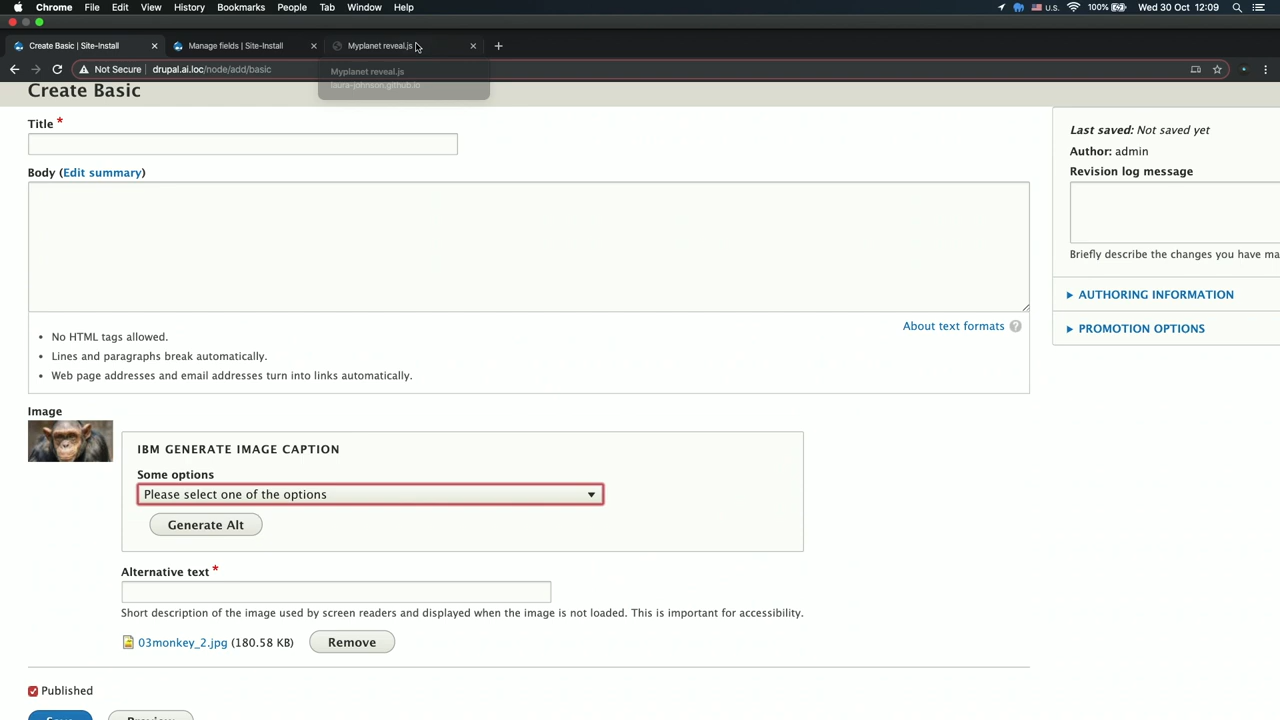 Chrome File Edit View History Bookmarks People Tab Window Help U.S. 100% Wed 30 Oct 12:09
Create Basic | Site-Install Manage fields | Site-Install Myplanet reveal.js
Not Secure drupal.ai.loc/node/add/basic
Myplanet reveal.js
laura-johnson.github.io
Create Basic
Title *
Body (Edit summary)
No HTML tags allowed.
Lines and paragraphs break automatically.
Web page addresses and email addresses turn into links automatically.
About text formats ?
Image
IBM GENERATE IMAGE CAPTION
Some options
Please select one of the options
Generate Alt
Alternative text *
Short description of the image used by screen readers and displayed when the image is not loaded. This is important for accessibility.
03monkey_2.jpg (180.58 KB) Remove
Published
Save Preview
Last saved: Not saved yet
Author: admin
Revision log message
Briefly describe the changes you have ma
AUTHORING INFORMATION
PROMOTION OPTIONS